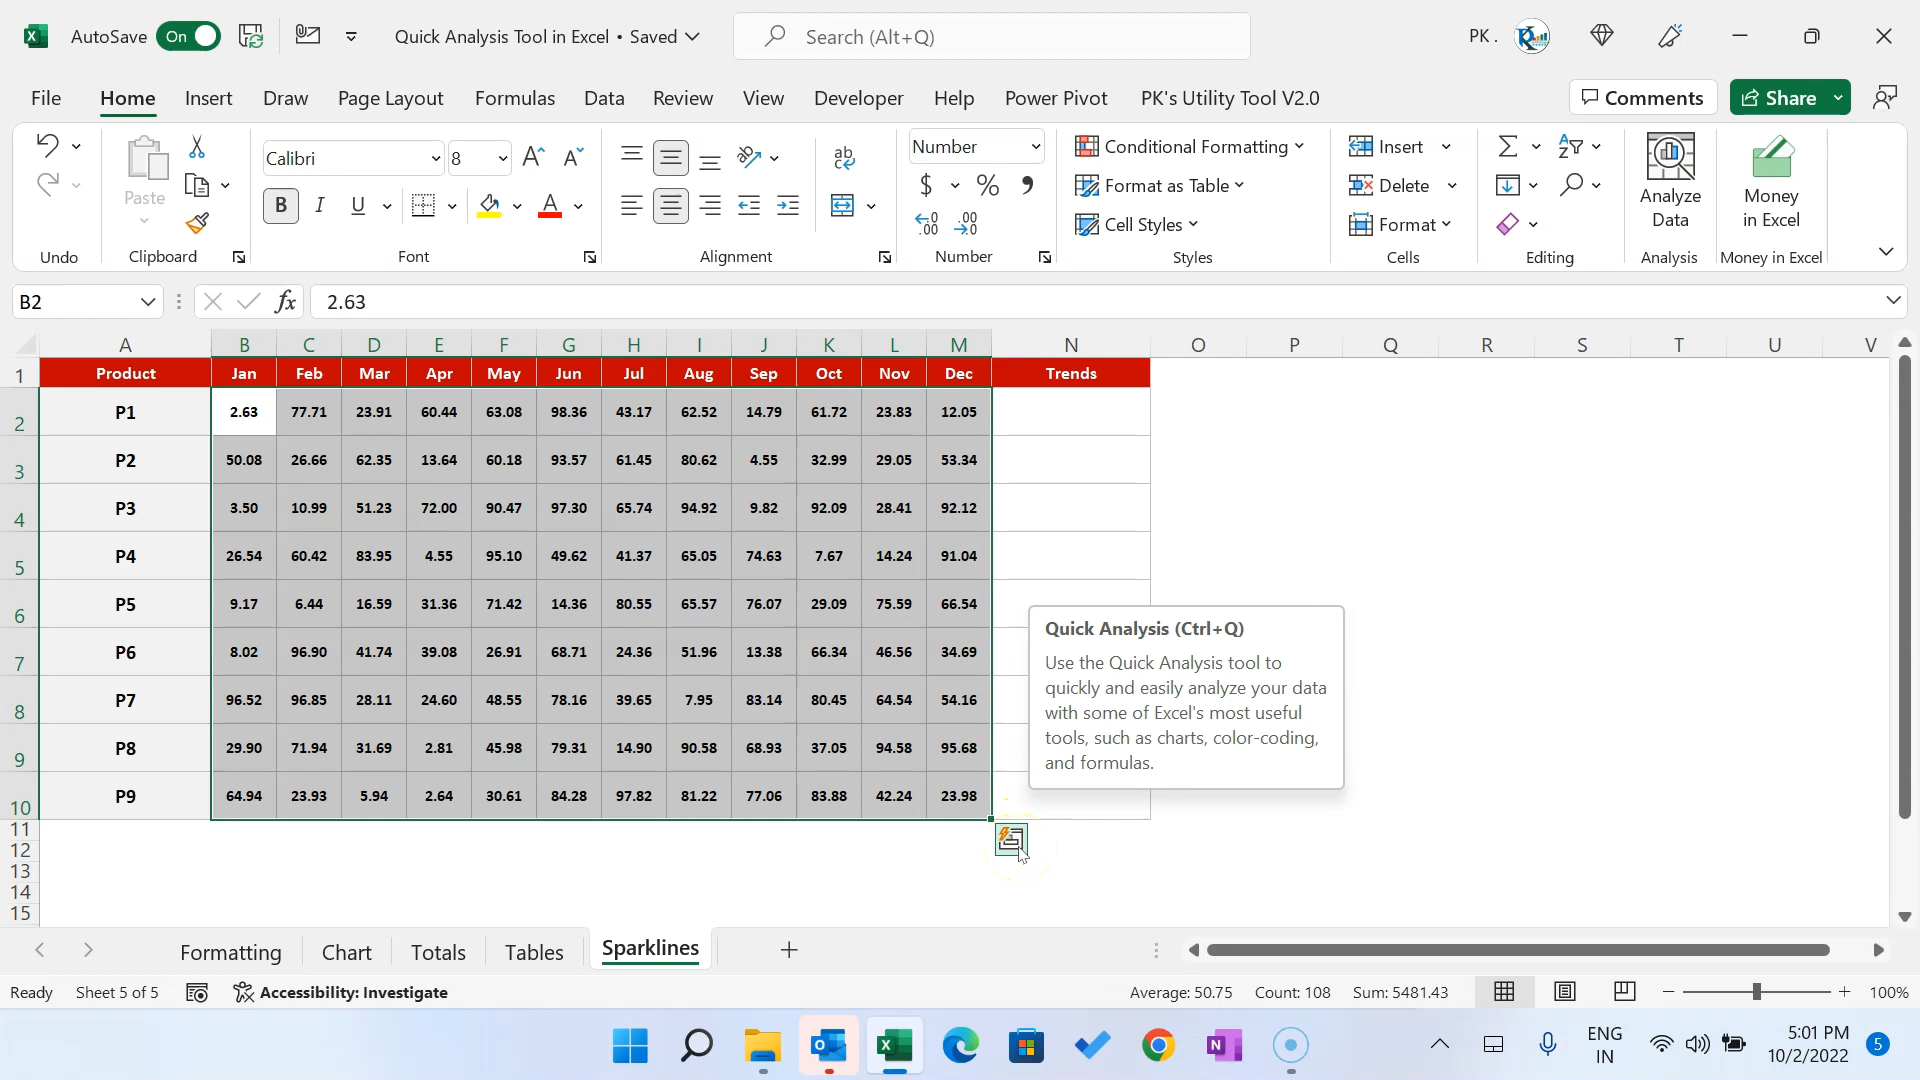 AutoSave On Quick Analysis Tool in Excel • Saved Search (Alt+Q) PK .
File Home Insert Draw Page Layout Formulas Data Review View Developer Help Power Pivot PK's Utility Tool V2.0 Comments Share
Paste
Calibri 8
B I U
ab
Number
$ % ,
Conditional Formatting
Format as Table
Cell Styles
Insert
Delete
Format
Analyze
Data
Money
in Excel
Undo Clipboard Font Alignment Number Styles Cells Editing Analysis Money in Excel
B2 fx 2.63
A B C D E F G H I J K L M N O P Q R S T U V
1 Product Jan Feb Mar Apr May Jun Jul Aug Sep Oct Nov Dec Trends
2 P1 2.63 77.71 23.91 60.44 63.08 98.36 43.17 62.52 14.79 61.72 23.83 12.05
3 P2 50.08 26.66 62.35 13.64 60.18 93.57 61.45 80.62 4.55 32.99 29.05 53.34
4 P3 3.50 10.99 51.23 72.00 90.47 97.30 65.74 94.92 9.82 92.09 28.41 92.12
5 P4 26.54 60.42 83.95 4.55 95.10 49.62 41.37 65.05 74.63 7.67 14.24 91.04
6 P5 9.17 6.44 16.59 31.36 71.42 14.36 80.55 65.57 76.07 29.09 75.59 66.54
7 P6 8.02 96.90 41.74 39.08 26.91 68.71 24.36 51.96 13.38 66.34 46.56 34.69
8 P7 96.52 96.85 28.11 24.60 48.55 78.16 39.65 7.95 83.14 80.45 64.54 54.16
9 P8 29.90 71.94 31.69 2.81 45.98 79.31 14.90 90.58 68.93 37.05 94.58 95.68
10 P9 64.94 23.93 5.94 2.64 30.61 84.28 97.82 81.22 77.06 83.88 42.24 23.98
11
12
13
14
15
Quick Analysis (Ctrl+Q)
Use the Quick Analysis tool to
quickly and easily analyze your data
with some of Excel's most useful
tools, such as charts, color-coding,
and formulas.
Formatting Chart Totals Tables Sparklines
Ready Sheet 5 of 5 Accessibility: Investigate Average: 50.75 Count: 108 Sum: 5481.43 100%
ENG
IN
5:01 PM
10/2/2022
5